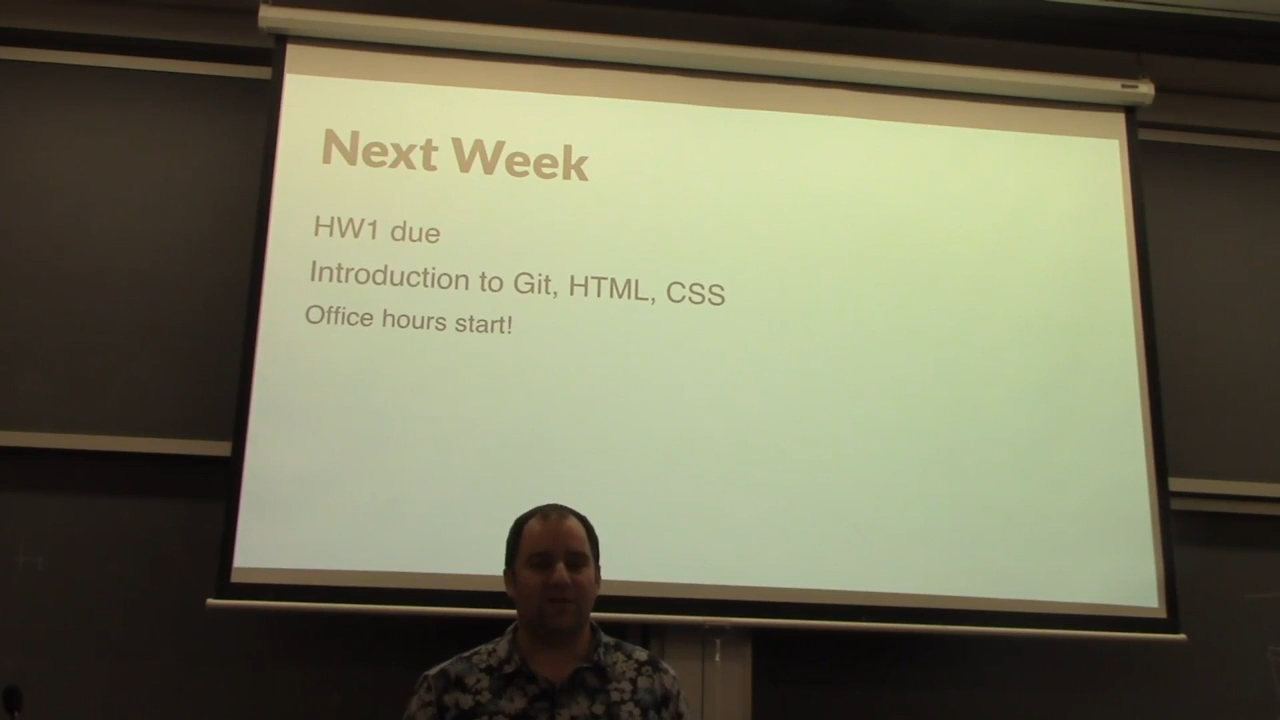 Next Week
HW1 due
Introduction to Git, HTML, CSS
Office hours start!